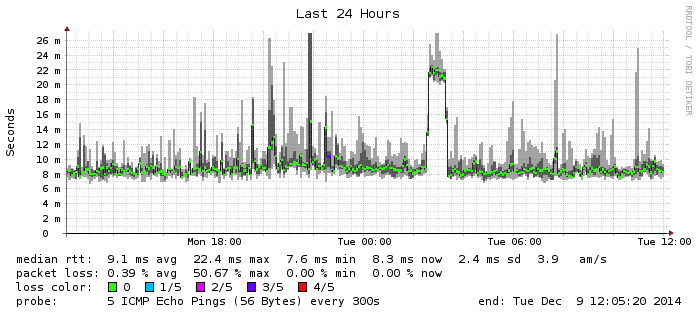 Last 24 Hours
RRDTOOL / TOBI OETIKER
Seconds
26 m
24 m
22 m
20 m
18 m
16 m
14 m
12 m
10 m
8 m
6 m
4 m
2 m
0
Mon 18:00 Tue 00:00 Tue 06:00 Tue 12:00
median rtt: 9.1 ms avg 22.4 ms max 7.6 ms min 8.3 ms now 2.4 ms sd 3.9 am/s
packet loss: 0.39 % avg 50.67 % max 0.00 % min 0.00 % now
loss color: 0 1/5 2/5 3/5 4/5
probe: 5 ICMP Echo Pings (56 Bytes) every 300s end: Tue Dec 9 12:05:20 2014